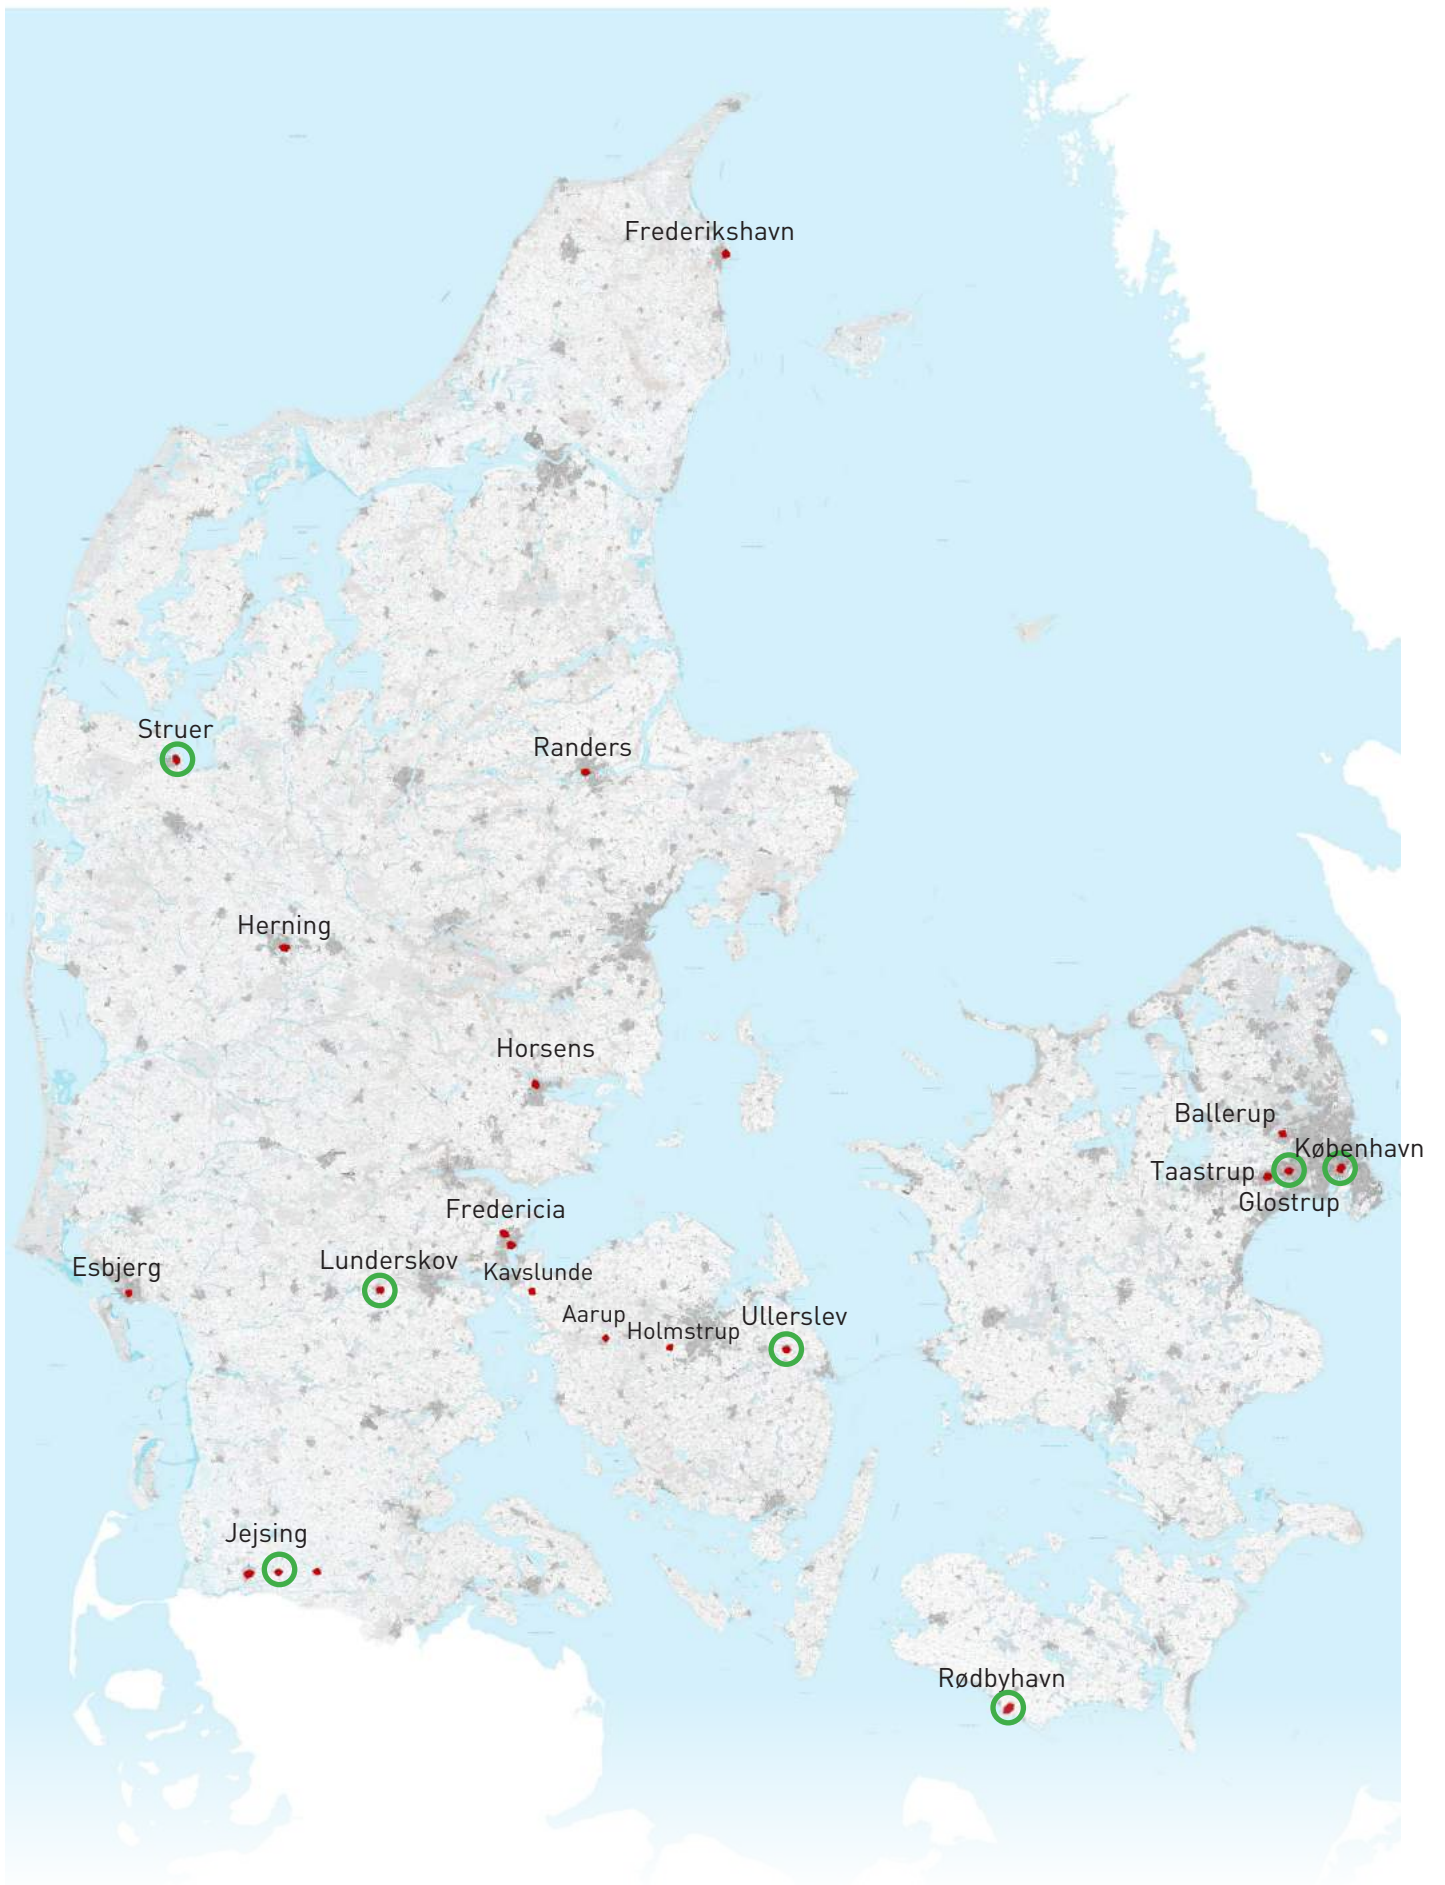 Frederikshavn
Struer
Randers
Herning
Horsens
Ballerup
København
Taastrup
Glostrup
Fredericia
Lunderskov
Esbjerg
Kavslunde
Aarup
Holmstrup
Ullerslev
Jejsing
Rødbyhavn